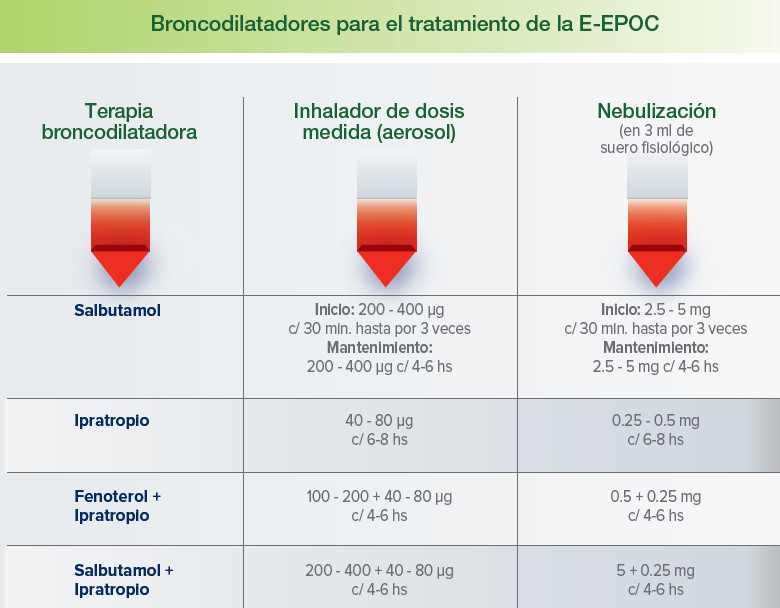 Broncodilatadores para el tratamiento de la E-EPOC
Terapia
broncodilatadora
Inhalador de dosis
medida (aerosol)
Nebulización
(en 3 ml de
suero fisiológico)
Salbutamol
Inicio: 200 - 400 µg
c/ 30 min. hasta por 3 veces
Mantenimiento:
200 - 400 µg c/ 4-6 hs
Inicio: 2.5 - 5 mg
c/ 30 min. hasta por 3 veces
Mantenimiento:
2.5 - 5 mg c/ 4-6 hs
Ipratropio
40 - 80 µg
c/ 6-8 hs
0.25 - 0.5 mg
c/ 6-8 hs
Fenoterol +
Ipratropio
100 - 200 + 40 - 80 µg
c/ 4-6 hs
0.5 + 0.25 mg
c/ 4-6 hs
Salbutamol +
Ipratropio
200 - 400 + 40 - 80 µg
c/ 4-6 hs
5 + 0.25 mg
c/ 4-6 hs